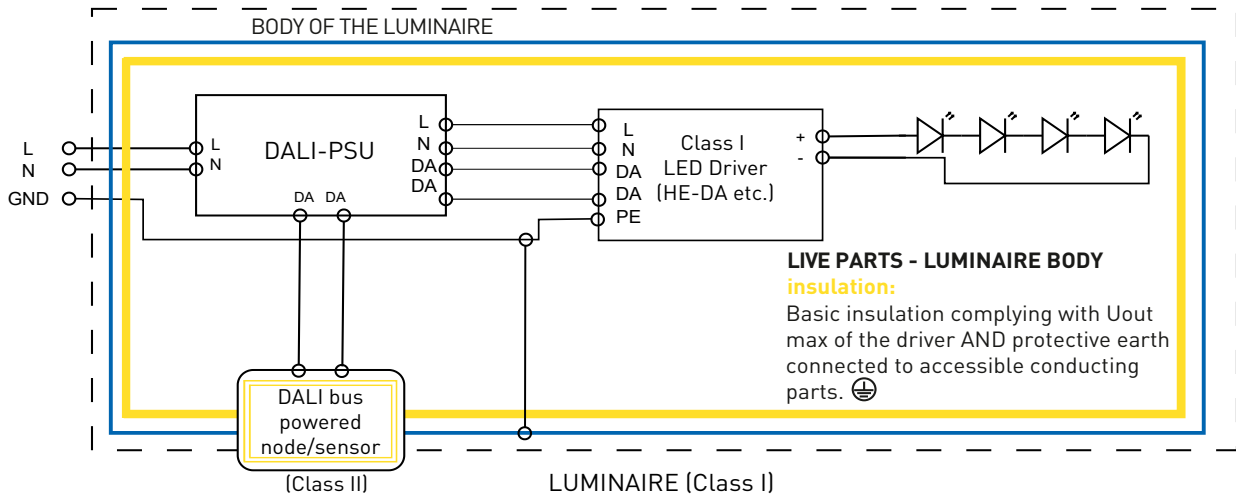 BODY OF THE LUMINAIRE
L
N
GND
L
N
DALI-PSU
L
N
DA
DA
DA DA
L
N
DA
DA
PE
Class I
LED Driver
(HE-DA etc.)
+
-
LIVE PARTS - LUMINAIRE BODY
insulation:
Basic insulation complying with Uout
max of the driver AND protective earth
connected to accessible conducting
parts.
DALI bus
powered
node/sensor
(Class II)
LUMINAIRE (Class I)